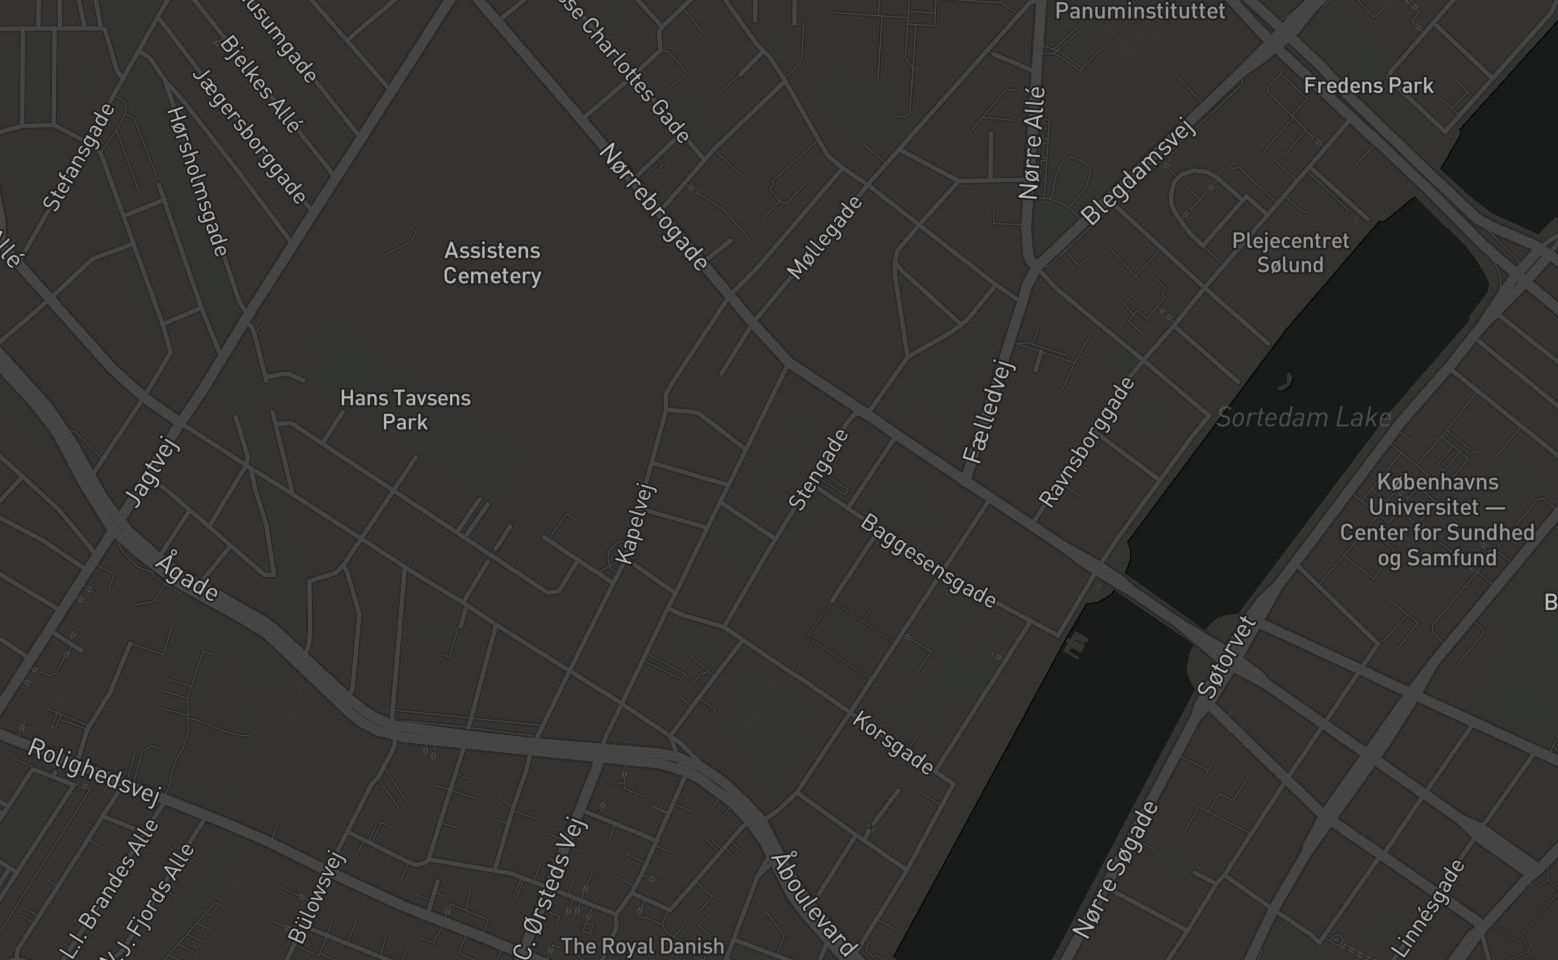 Panuminstituttet
Fredens Park
Bjelkes Allé
Jægersborggade
Stefansgade
Hørsholmsgade
Allé
Charlottes Gade
Nørrebrogade
Nørre Allé
Blegdamsvej
Møllegade
Assistens
Cemetery
Plejecentret
Sølund
Hans Tavsens
Park
Sortedam Lake
Fælledvej
Ravnsborggade
Stengade
Jagtvej
Kapelvej
Københavns
Universitet —
Center for Sundhed
og Samfund
Baggesensgade
Ågade
B
Søtorvet
Korsgade
Rolighedsvej
L.I. Brandes Alle
J. Fjords Alle
Bülowsvej
C. Ørsteds Vej
Åboulevard
Nørre Søgade
Linnésgade
The Royal Danish